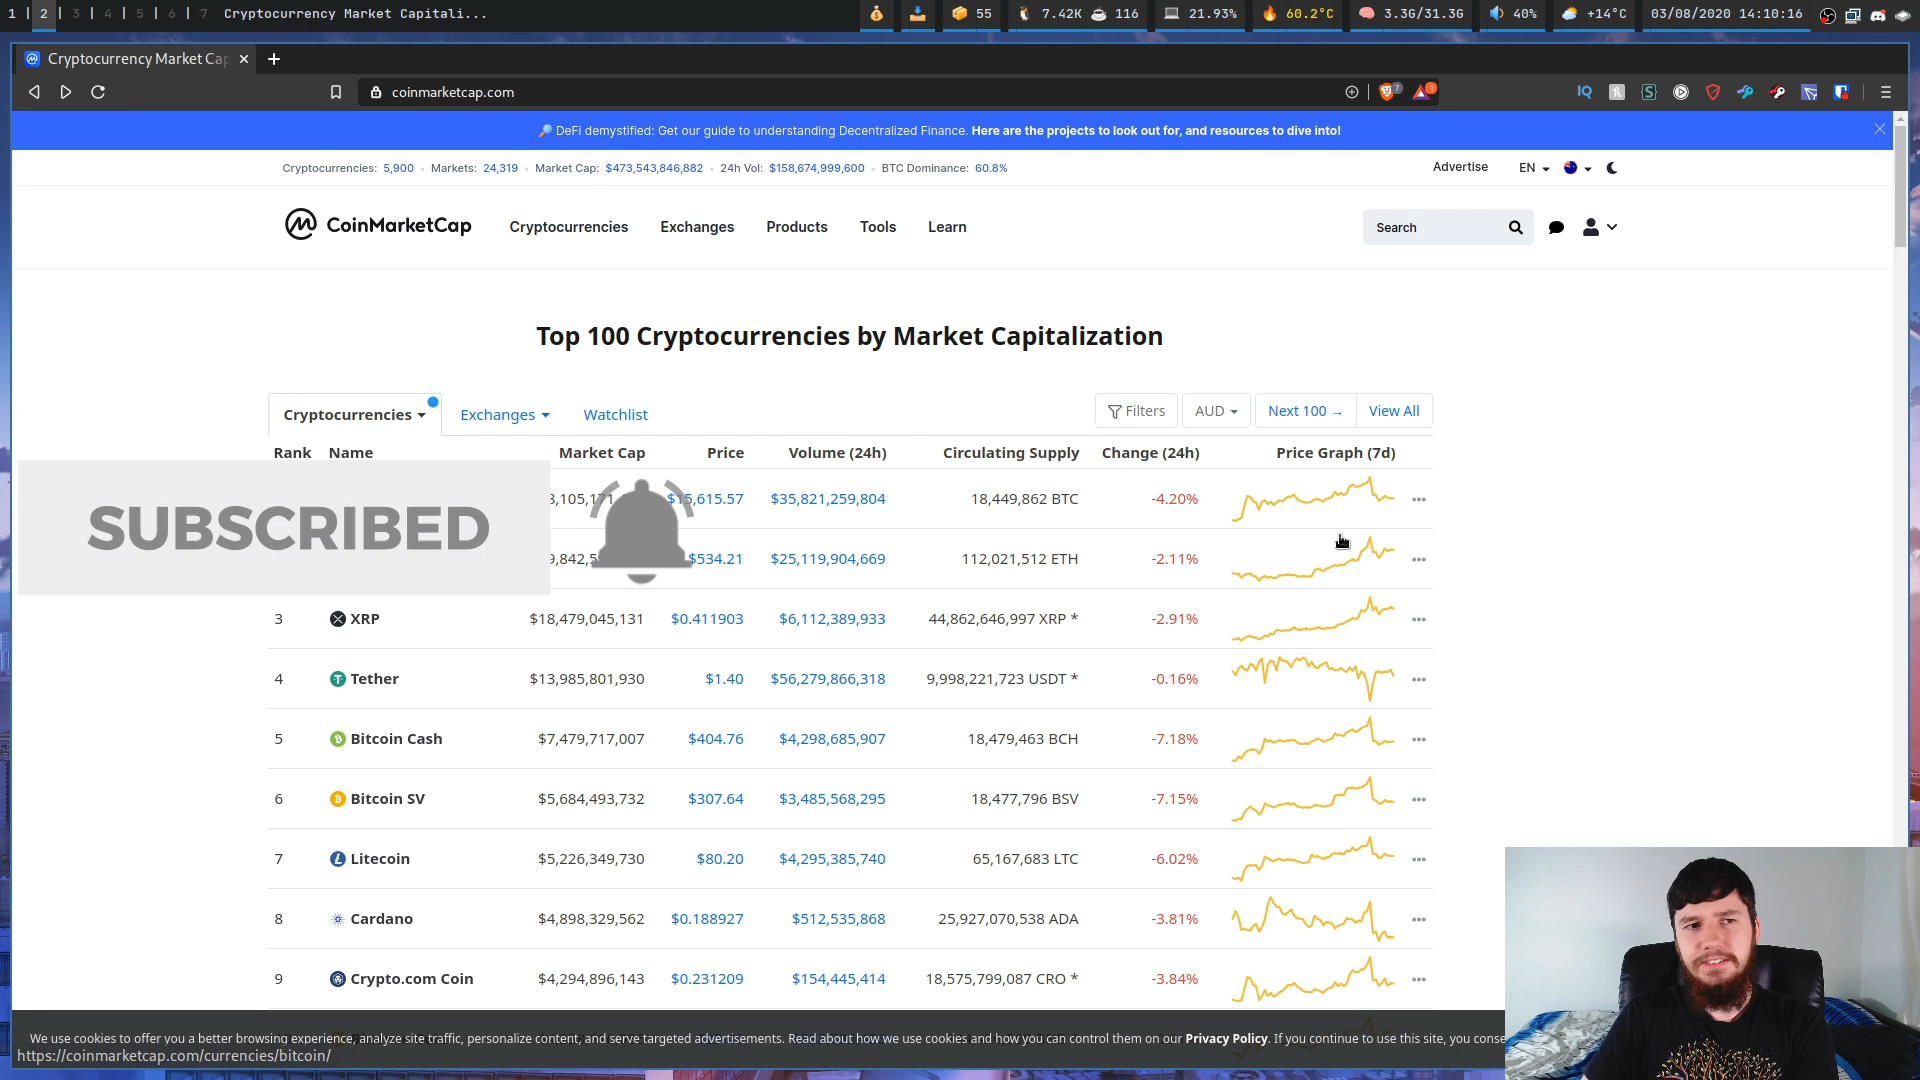 1 | 2 | 3 | 4 | 5 | 6 | 7 Cryptocurrency Market Capitali... 55 7.42K 116 21.93% 60.2°C 3.3G/31.3G 40% +14°C 03/08/2020 14:10:16
Cryptocurrency Market Cap
coinmarketcap.com
DeFi demystified: Get our guide to understanding Decentralized Finance. Here are the projects to look out for, and resources to dive into!
Cryptocurrencies: 5,900 • Markets: 24,319 • Market Cap: $473,543,846,882 • 24h Vol: $158,674,999,600 • BTC Dominance: 60.8% Advertise EN
CoinMarketCap Cryptocurrencies Exchanges Products Tools Learn Search
Top 100 Cryptocurrencies by Market Capitalization
Cryptocurrencies Exchanges Watchlist Filters AUD Next 100 → View All
Rank Name Market Cap Price Volume (24h) Circulating Supply Change (24h) Price Graph (7d)
$15,615.57 $35,821,259,804 18,449,862 BTC -4.20%
SUBSCRIBED
$534.21 $25,119,904,669 112,021,512 ETH -2.11%
3 XRP $18,479,045,131 $0.411903 $6,112,389,933 44,862,646,997 XRP * -2.91%
4 Tether $13,985,801,930 $1.40 $56,279,866,318 9,998,221,723 USDT * -0.16%
5 Bitcoin Cash $7,479,717,007 $404.76 $4,298,685,907 18,479,463 BCH -7.18%
6 Bitcoin SV $5,684,493,732 $307.64 $3,485,568,295 18,477,796 BSV -7.15%
7 Litecoin $5,226,349,730 $80.20 $4,295,385,740 65,167,683 LTC -6.02%
8 Cardano $4,898,329,562 $0.188927 $512,535,868 25,927,070,538 ADA -3.81%
9 Crypto.com Coin $4,294,896,143 $0.231209 $154,445,414 18,575,799,087 CRO * -3.84%
We use cookies to offer you a better browsing experience, analyze site traffic, personalize content, and serve targeted advertisements. Read about how we use cookies and how you can control them on our Privacy Policy. If you continue to use this site, you conse
https://coinmarketcap.com/currencies/bitcoin/